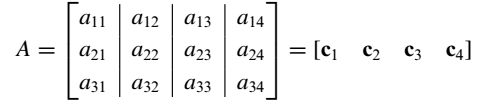 A = [ a₁₁ | a₁₂ | a₁₃ | a₁₄
a₂₁ | a₂₂ | a₂₃ | a₂₄
a₃₁ | a₃₂ | a₃₃ | a₃₄ ] = [c₁ c₂ c₃ c₄]